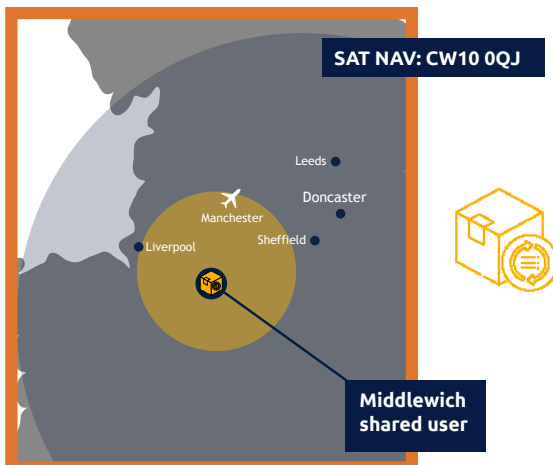 SAT NAV: CW10 0QJ
Leeds
Doncaster
Manchester
Sheffield
Liverpool
Middlewich
shared user